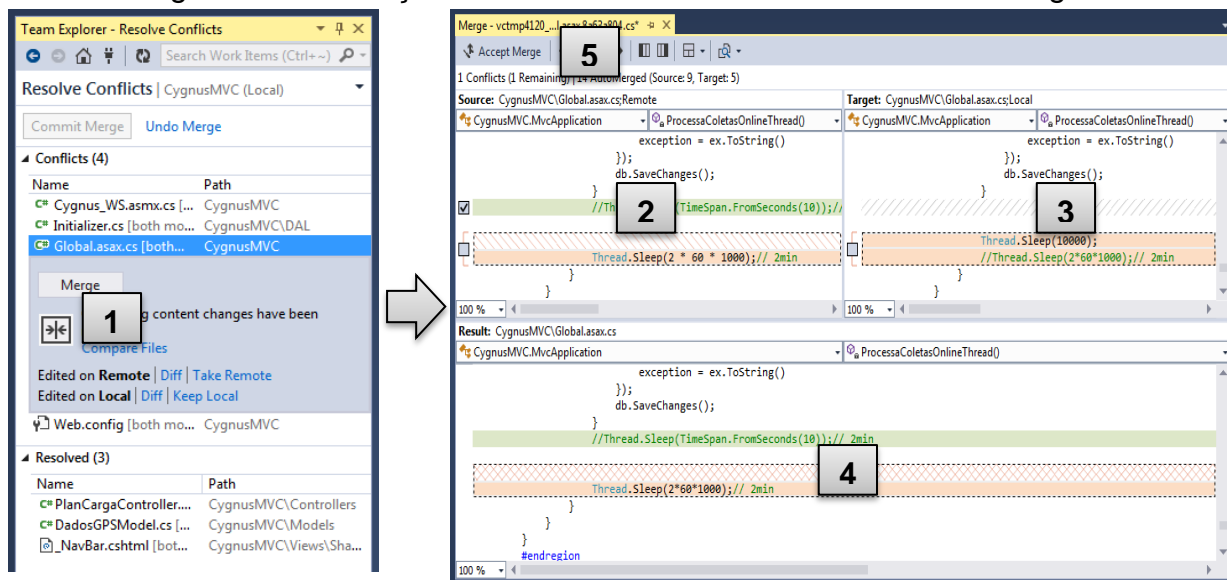 Team Explorer - Resolve Conflicts
Search Work Items (Ctrl+~)
Resolve Conflicts | CygnusMVC (Local)
Commit Merge Undo Merge
Conflicts (4)
Name Path
C# Cygnus_WS.asmx.cs [... CygnusMVC
C# Initializer.cs [both mo... CygnusMVC\DAL
C# Global.asax.cs [both... CygnusMVC
Merge
1
content changes have been
Compare Files
Edited on Remote | Diff | Take Remote
Edited on Local | Diff | Keep Local
Web.config [both mo... CygnusMVC
Resolved (3)
Name Path
C# PlanCargaController.... CygnusMVC\Controllers
C# DadosGPSModel.cs [... CygnusMVC\Models
_NavBar.cshtml [bot... CygnusMVC\Views\Sha...
Merge - vctmp4120_...
Accept Merge
5
1 Conflicts (1 Remaining) | 14 AutoMerged (Source: 9, Target: 5)
Source: CygnusMVC\Global.asax.cs;Remote
CygnusMVC.MvcApplication ProcessaColetasOnlineThread()
exception = ex.ToString()
});
db.SaveChanges();
}
(TimeSpan.FromSeconds(10));//
2
Thread.Sleep(2 * 60 * 1000);// 2min
}
}
100 %
Target: CygnusMVC\Global.asax.cs;Local
CygnusMVC.MvcApplication ProcessaColetasOnlineThread()
exception = ex.ToString()
});
db.SaveChanges();
}
3
Thread.Sleep(10000);
//Thread.Sleep(2*60*1000);// 2min
}
}
100 %
Result: CygnusMVC\Global.asax.cs
CygnusMVC.MvcApplication ProcessaColetasOnlineThread()
exception = ex.ToString()
});
db.SaveChanges();
}
//Thread.Sleep(TimeSpan.FromSeconds(10));// 2min
4
Thread.Sleep(2*60*1000);// 2min
}
}
}
#endregion
100 %